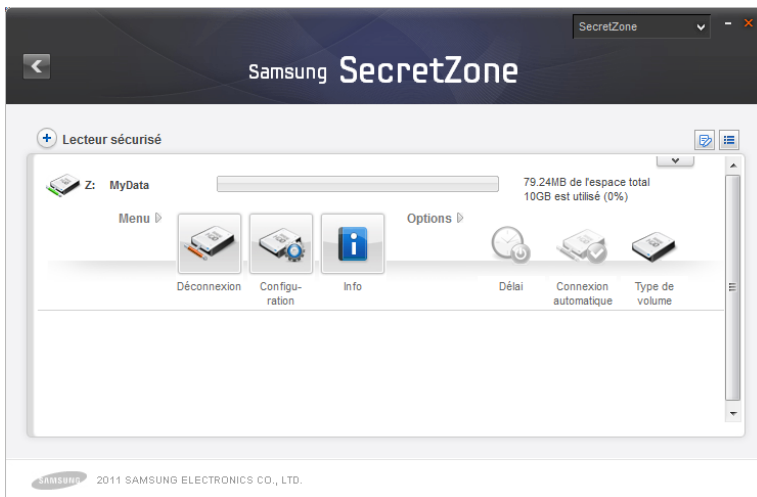 SecretZone
Samsung SecretZone
Lecteur sécurisé
Z: MyData
79.24MB de l'espace total
10GB est utilisé (0%)
Menu
Options
Déconnexion
Configu-
ration
Info
Délai
Connexion
automatique
Type de
volume
SAMSUNG 2011 SAMSUNG ELECTRONICS CO., LTD.